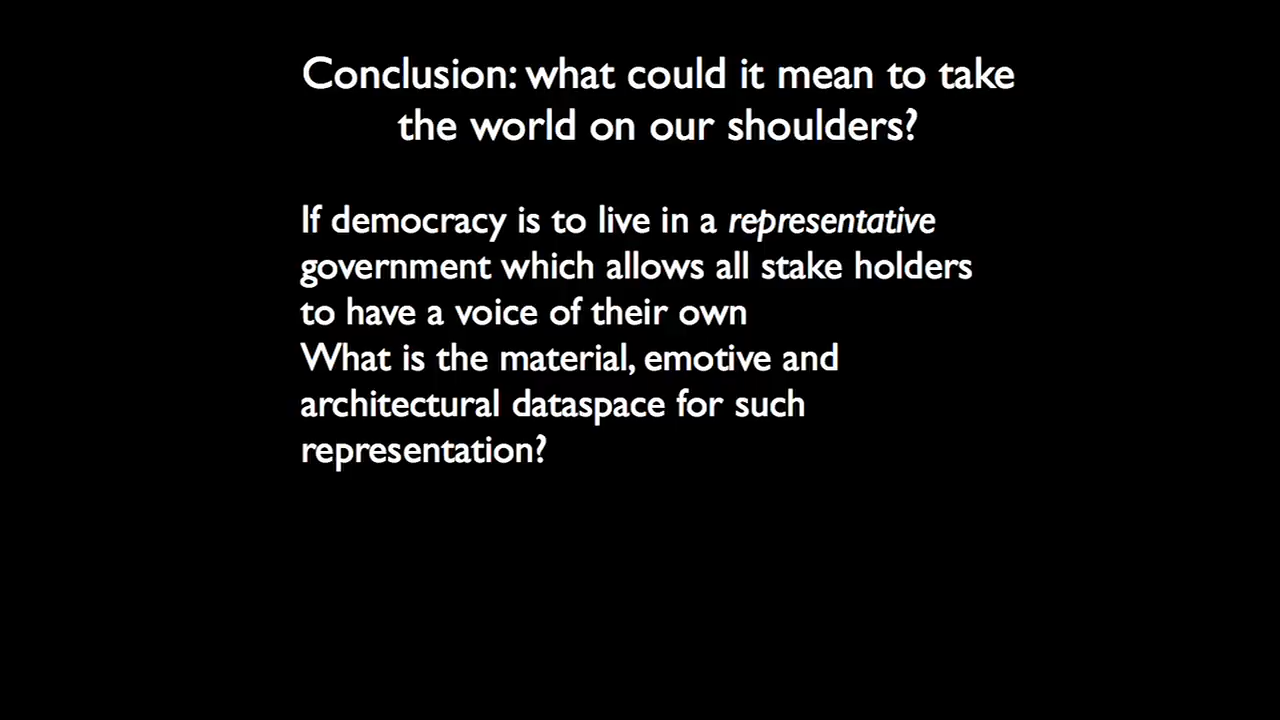 Conclusion: what could it mean to take
the world on our shoulders?
If democracy is to live in a representative
government which allows all stake holders
to have a voice of their own
What is the material, emotive and
architectural dataspace for such
representation?